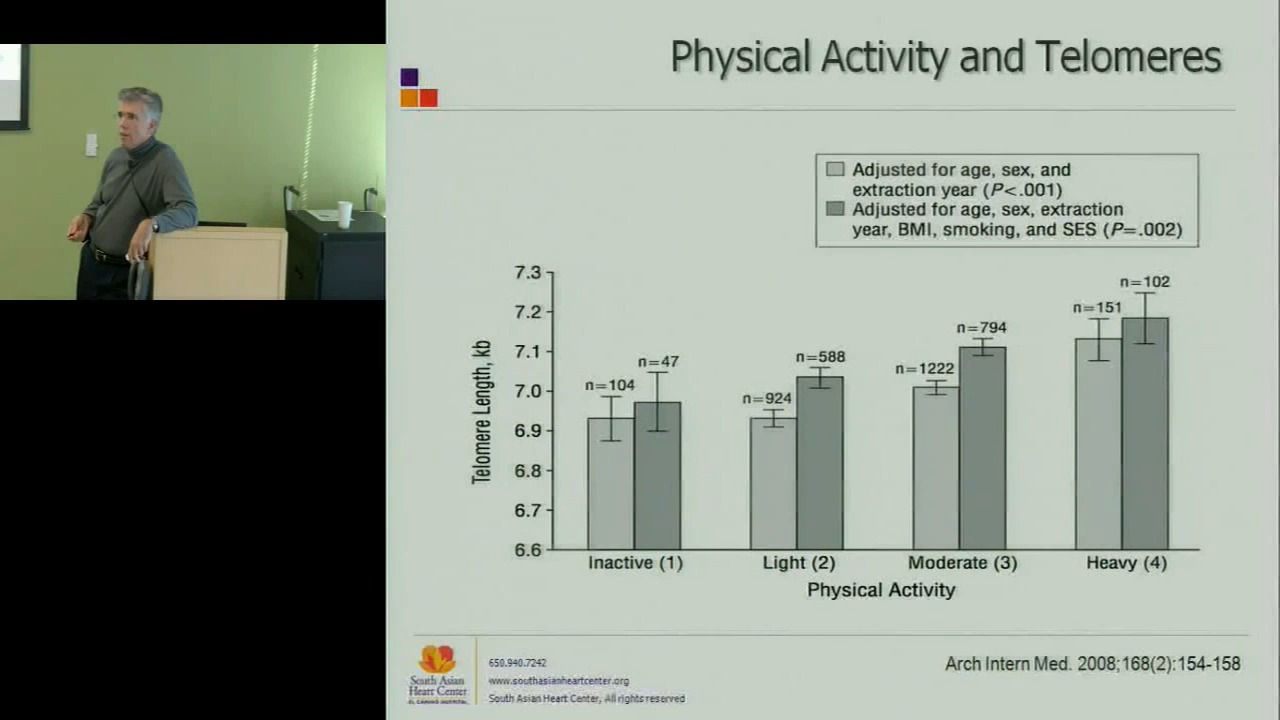 Physical Activity and Telomeres
Adjusted for age, sex, and
extraction year (P<.001)
Adjusted for age, sex, extraction
year, BMI, smoking, and SES (P=.002)
7.3
7.2
7.1
7.0
6.9
6.8
6.7
6.6
Telomere Length, kb
n=104
n=47
n=924
n=588
n=1222
n=794
n=151
n=102
Inactive (1)
Light (2)
Moderate (3)
Heavy (4)
Physical Activity
South Asian
Heart Center
EL CAMINO HOSPITAL
650.940.7242
www.southasianheartcenter.org
South Asian Heart Center, All rights reserved
Arch Intern Med. 2008;168(2):154-158